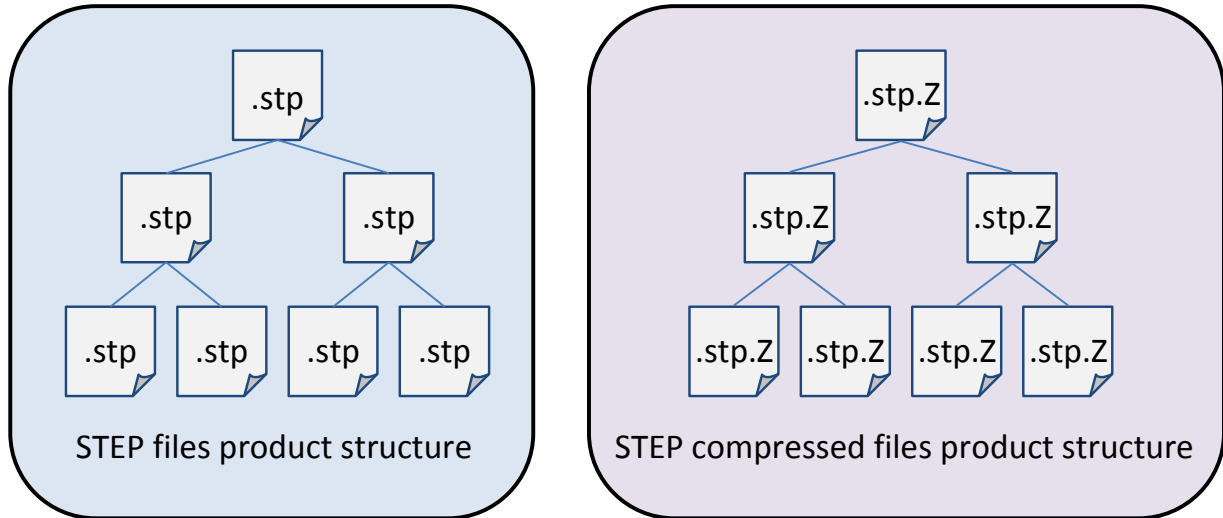 .stp
.stp .stp
.stp .stp .stp .stp
STEP files product structure
.stp.Z
.stp.Z .stp.Z
.stp.Z .stp.Z .stp.Z .stp.Z
STEP compressed files product structure